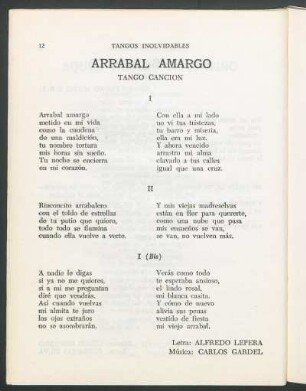 12 TANGOS INOLVIDABLES
ARRABAL AMARGO
TANGO CANCION
I
Arrabal amargo
metido en mi vida
como la condena
de una maldición,
tu nombre tortura
mis horas sin sueño.
Tu noche se encierra
en mi corazón.
Con ella a mi lado
no vi tus tristezas,
tu barro y miseria,
ella era mi luz.
Y ahora vencido
arrastro mi alma
clavado a tus calles
igual que una cruz.
II
Rinconcito arrabalero
con el toldo de estrellas
de tu patio que quiero,
todo todo se ilumina
cuando ella vuelve a verte.
Y mis viejas madreselvas
están en flor para quererte,
como una nube que pasa
mis ensueños se van,
se van, no vuelven más.
I (Bis)
A nadie le digas
si ya no me quieres,
si a mí me preguntan
diré que vendrás.
Así cuando vuelvas
mi almita te juro
los ojos extraños
no se asombrarán.
Verás como todo
te esperaba ansioso,
el lindo rosal,
mi blanca casita.
Y cómo de nuevo
alivia sus penas
vestido de fiesta
mi viejo arrabal.
Letra: ALFREDO LEPERA
Música: CARLOS GARDEL